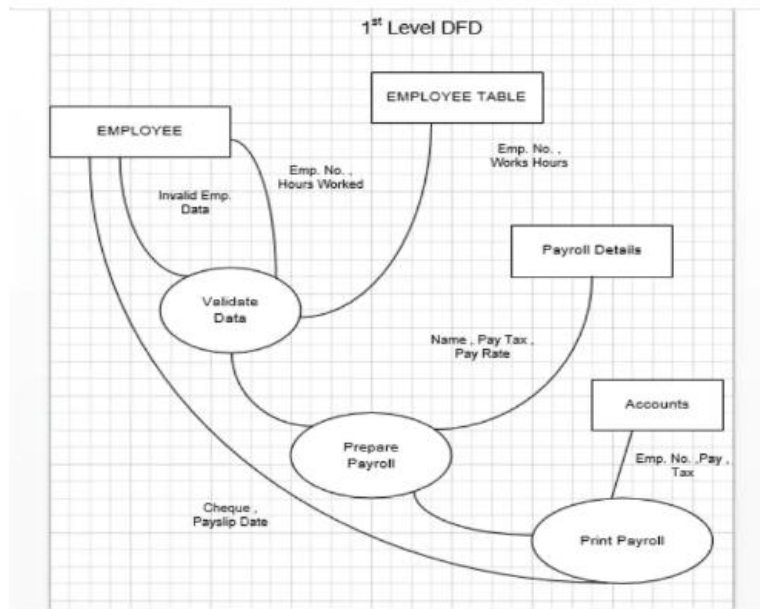 1st Level DFD
EMPLOYEE TABLE
EMPLOYEE
Emp. No. ,
Works Hours
Emp. No. ,
Hours Worked
Invalid Emp.
Data
Payroll Details
Validate
Data
Name , Pay Tax ,
Pay Rate
Accounts
Prepare
Payroll
Emp. No. ,Pay ,
Tax
Cheque ,
Payslip Date
Print Payroll